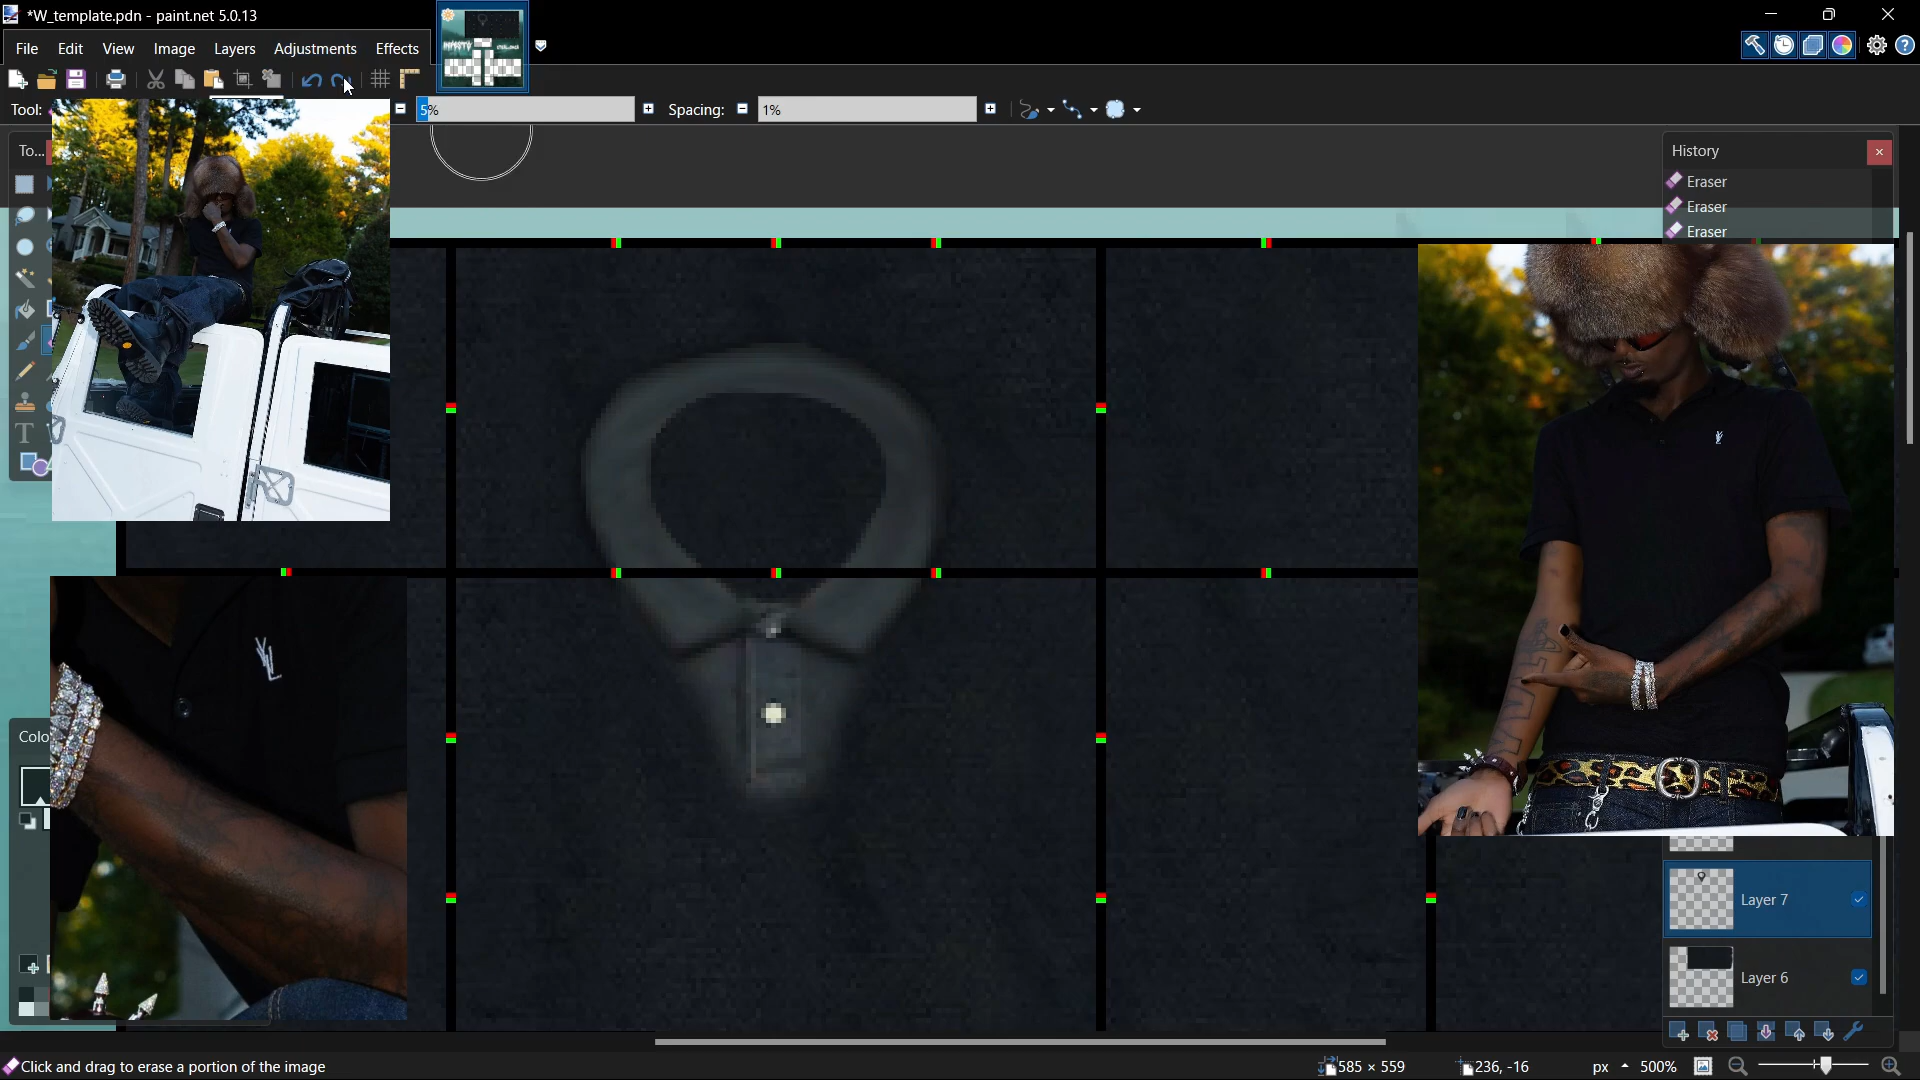 *W_template.pdn - paint.net 5.0.13
File Edit View Image Layers Adjustments Effects
Tool: 5% Spacing: 1%
To...
History
Eraser
Eraser
Eraser
Colo
Layer 7
Layer 6
Click and drag to erase a portion of the image
585 × 559
236, -16
px
500%